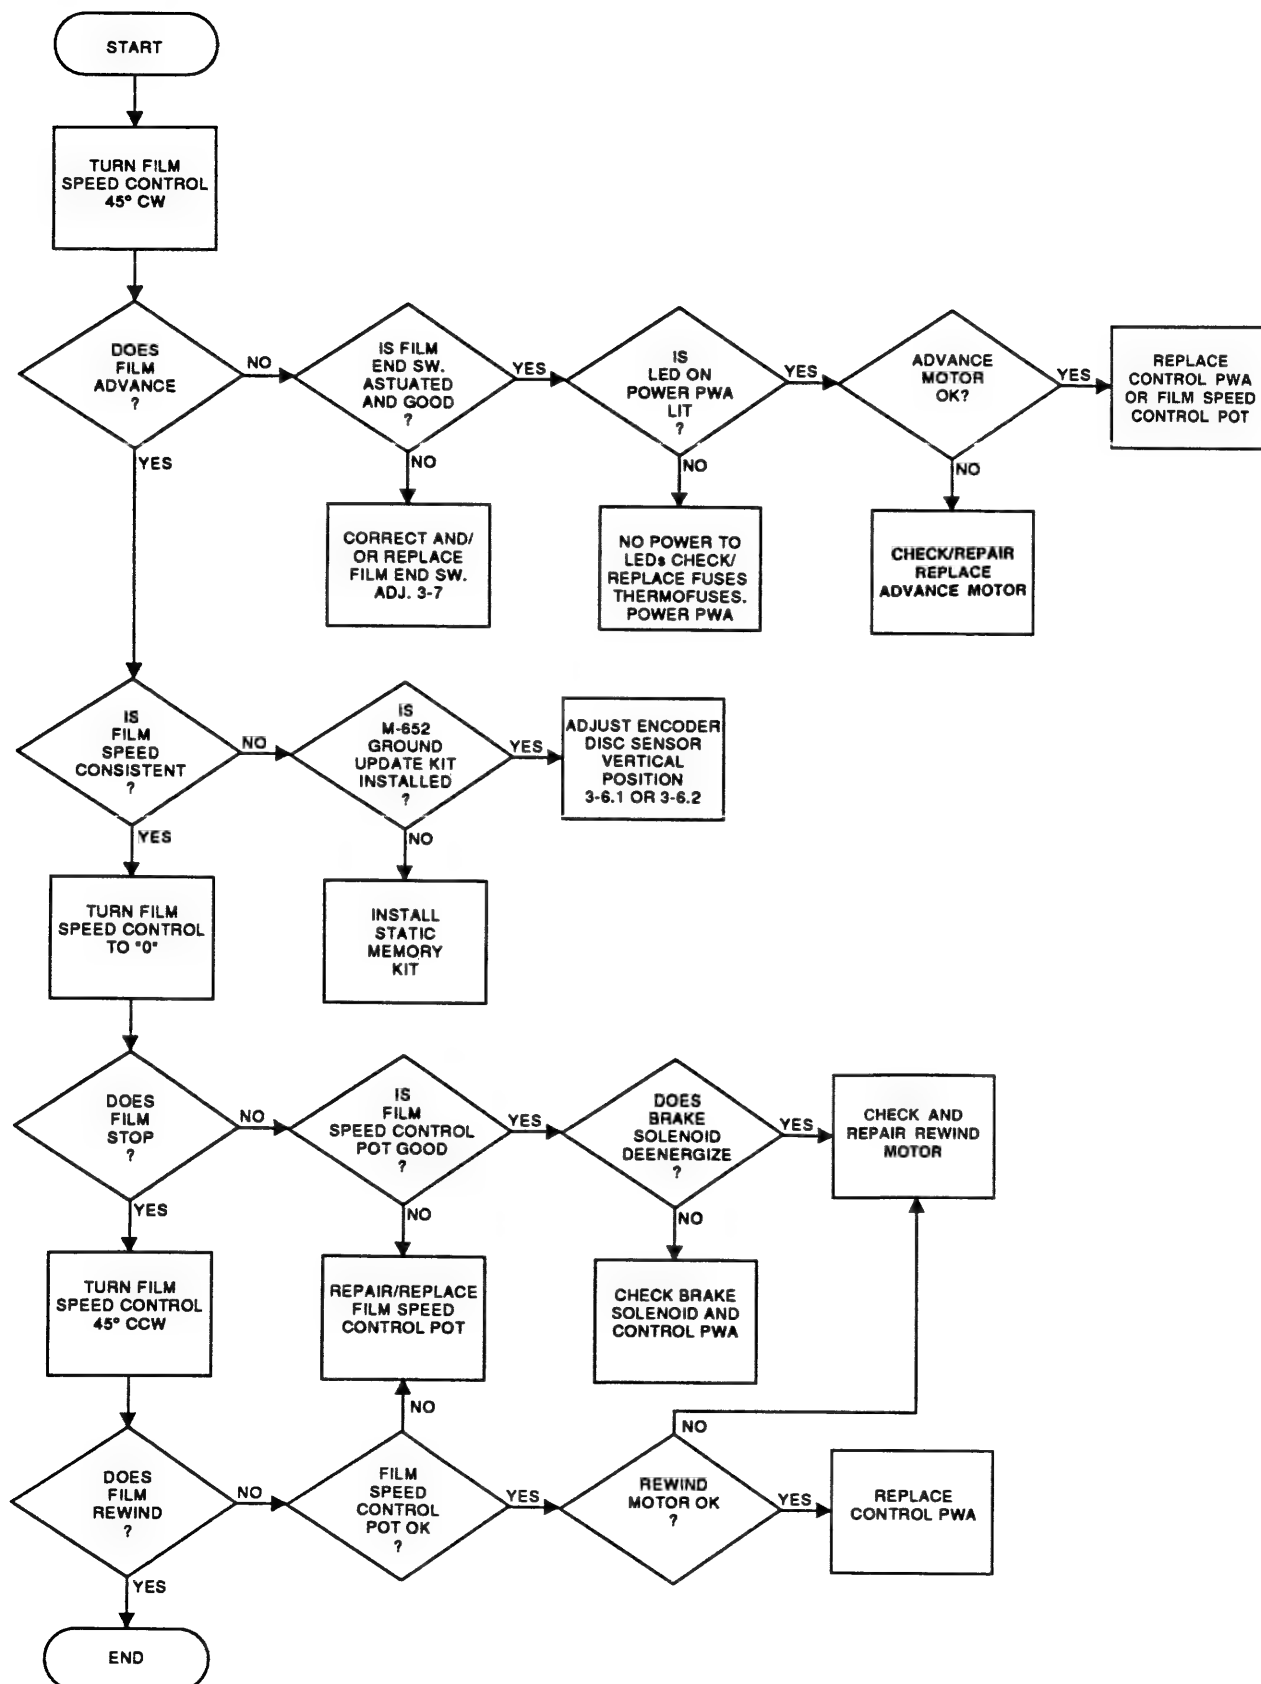 START
TURN FILM
SPEED CONTROL
45° CW
DOES
FILM
ADVANCE
?
NO
YES
IS FILM
END SW.
ASTUATED
AND GOOD
?
YES
NO
IS
LED ON
POWER PWA
LIT
?
YES
NO
ADVANCE
MOTOR
OK?
YES
NO
REPLACE
CONTROL PWA
OR FILM SPEED
CONTROL POT
CORRECT AND/
OR REPLACE
FILM END SW.
ADJ. 3-7
NO POWER TO
LEDs CHECK/
REPLACE FUSES
THERMOFUSES.
POWER PWA
CHECK/REPAIR
REPLACE
ADVANCE MOTOR
IS
FILM
SPEED
CONSISTENT
?
NO
YES
IS
M-652
GROUND
UPDATE KIT
INSTALLED
?
YES
NO
ADJUST ENCODER
DISC SENSOR
VERTICAL
POSITION
3-6.1 OR 3-6.2
TURN FILM
SPEED CONTROL
TO "0"
INSTALL
STATIC
MEMORY
KIT
DOES
FILM
STOP
?
NO
YES
IS
FILM
SPEED CONTROL
POT GOOD
?
YES
NO
DOES
BRAKE
SOLENOID
DEENERGIZE
?
YES
NO
CHECK AND
REPAIR REWIND
MOTOR
TURN FILM
SPEED CONTROL
45° CCW
REPAIR/REPLACE
FILM SPEED
CONTROL POT
CHECK BRAKE
SOLENOID AND
CONTROL PWA
DOES
FILM
REWIND
?
NO
YES
NO
FILM
SPEED
CONTROL
POT OK
?
YES
NO
REWIND
MOTOR OK
?
YES
REPLACE
CONTROL PWA
END